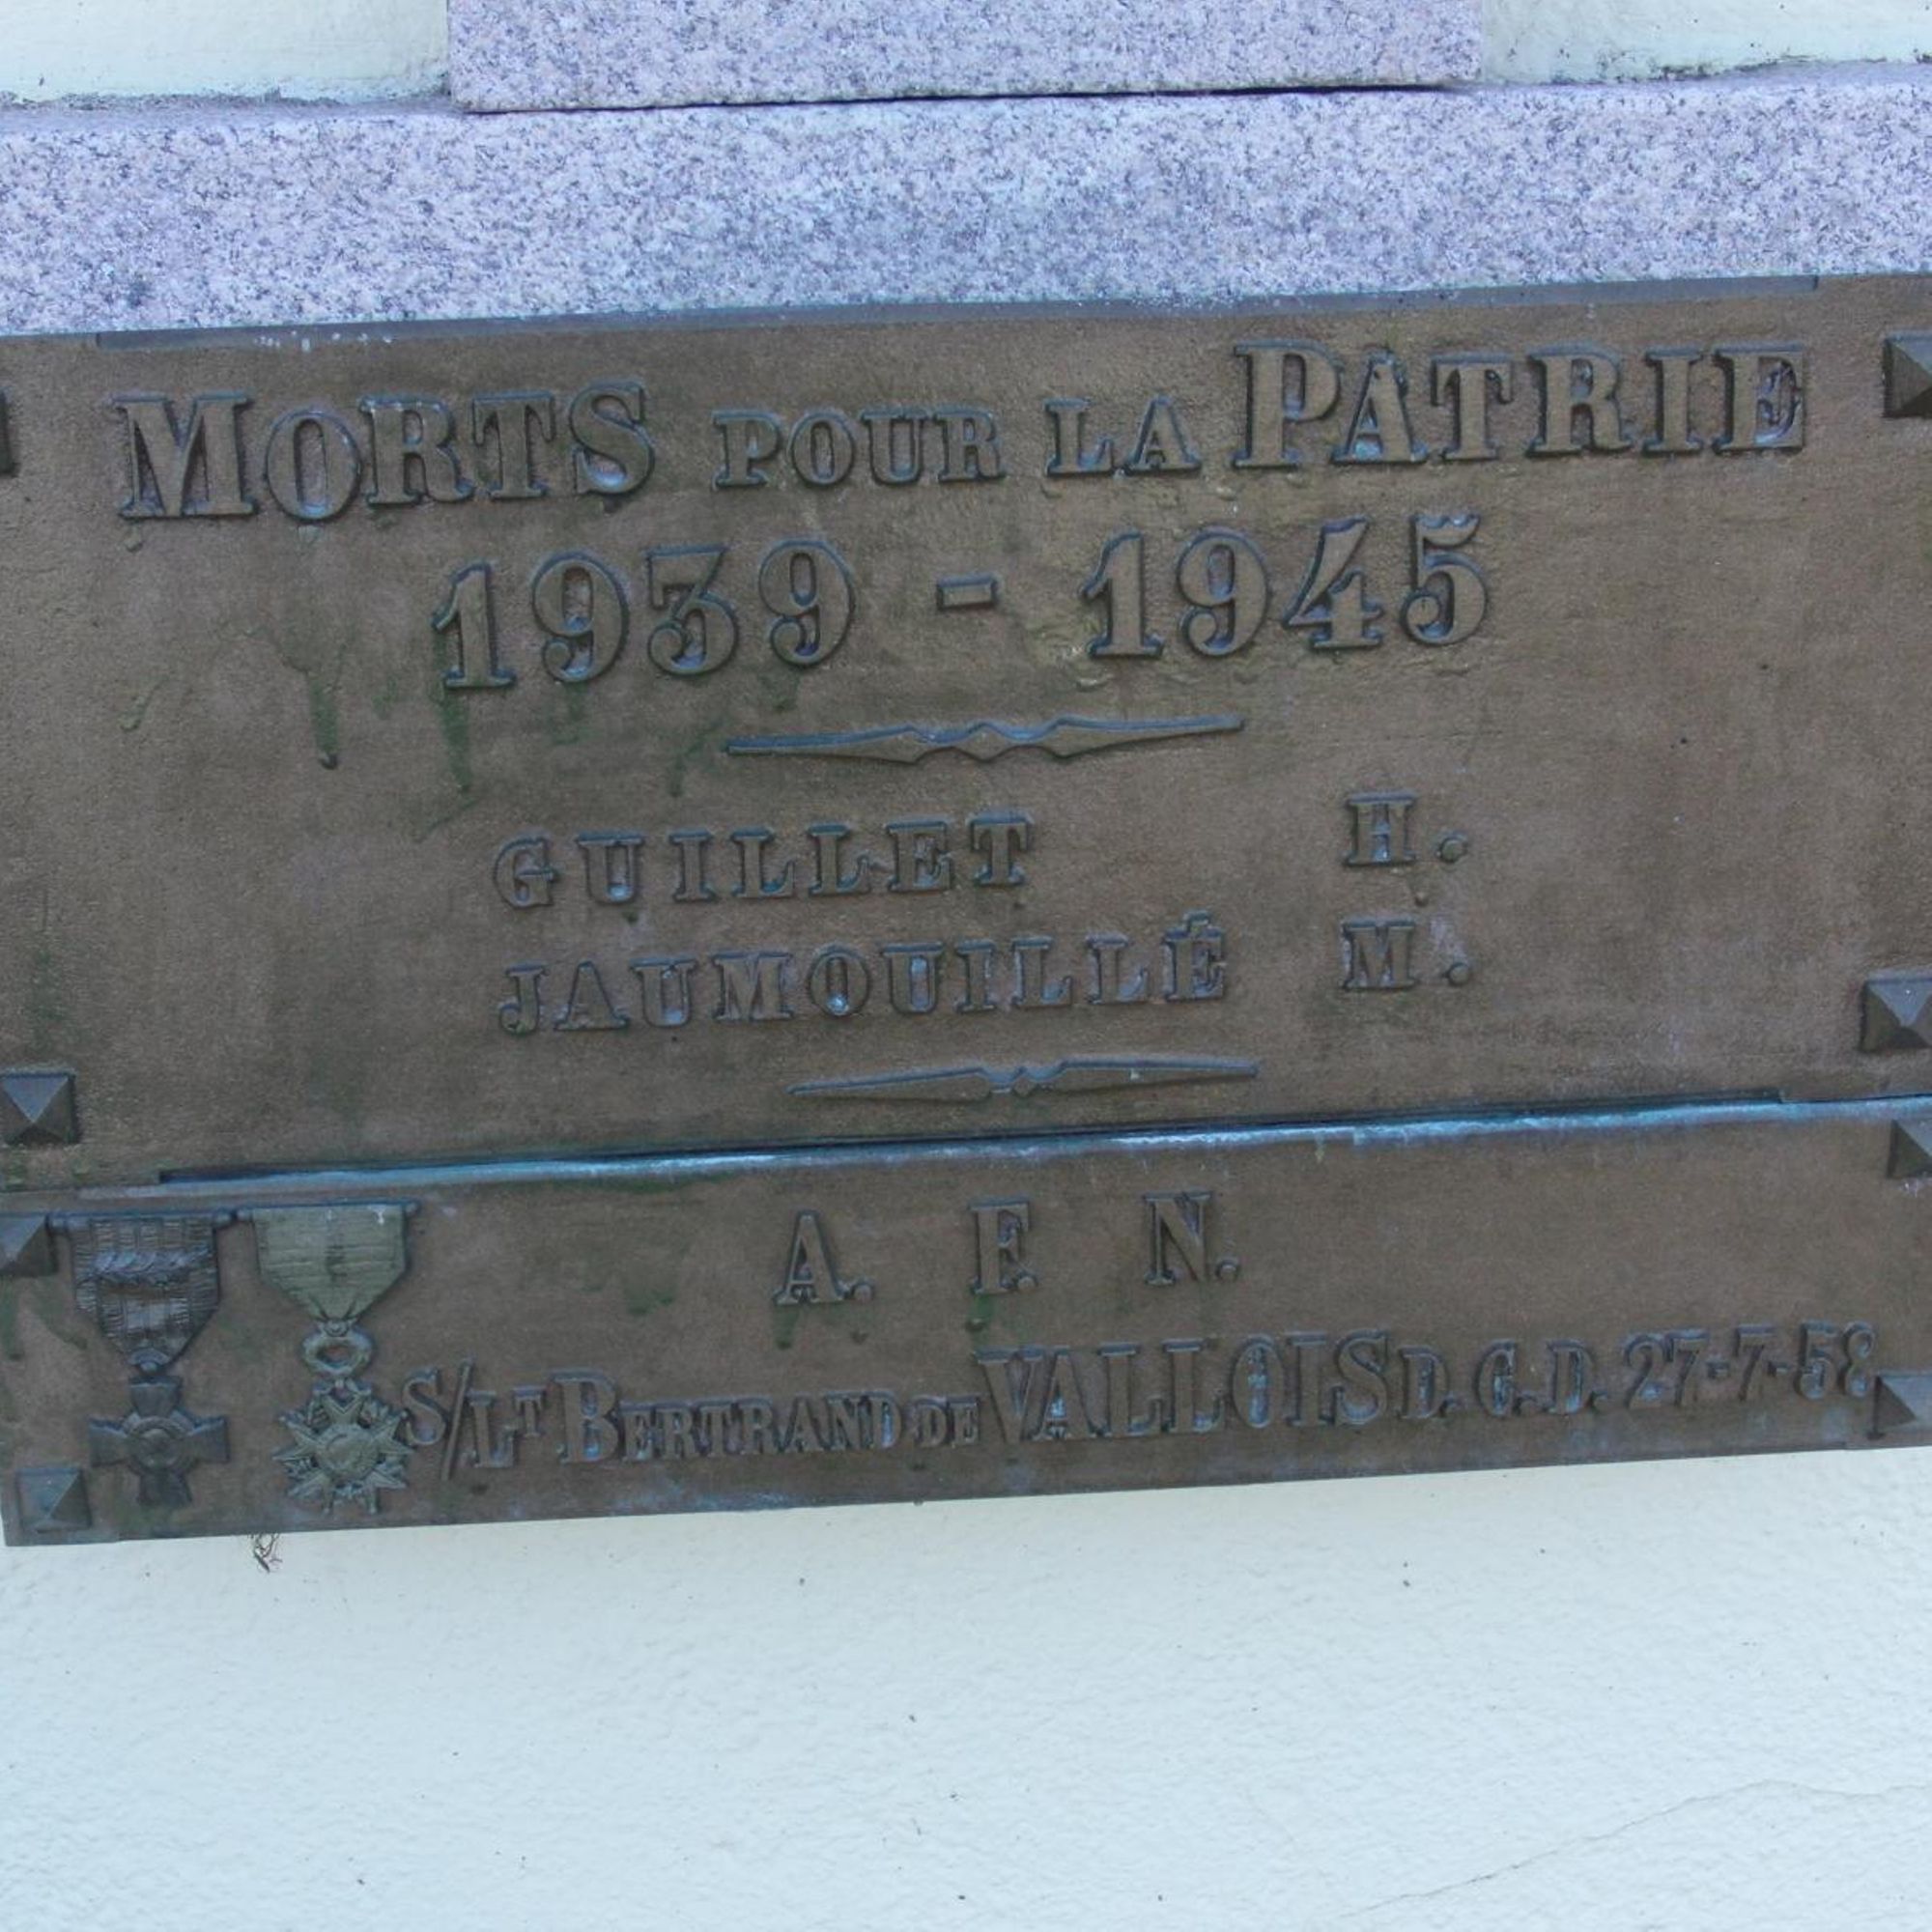 MORTS POUR LA PATRIE
1939 - 1945
GUILLET H.
JAUMOUILLÉ M.
A. F. N.
S/LT BERTRAND DE VALLOIS D. C. D. 27-7-58